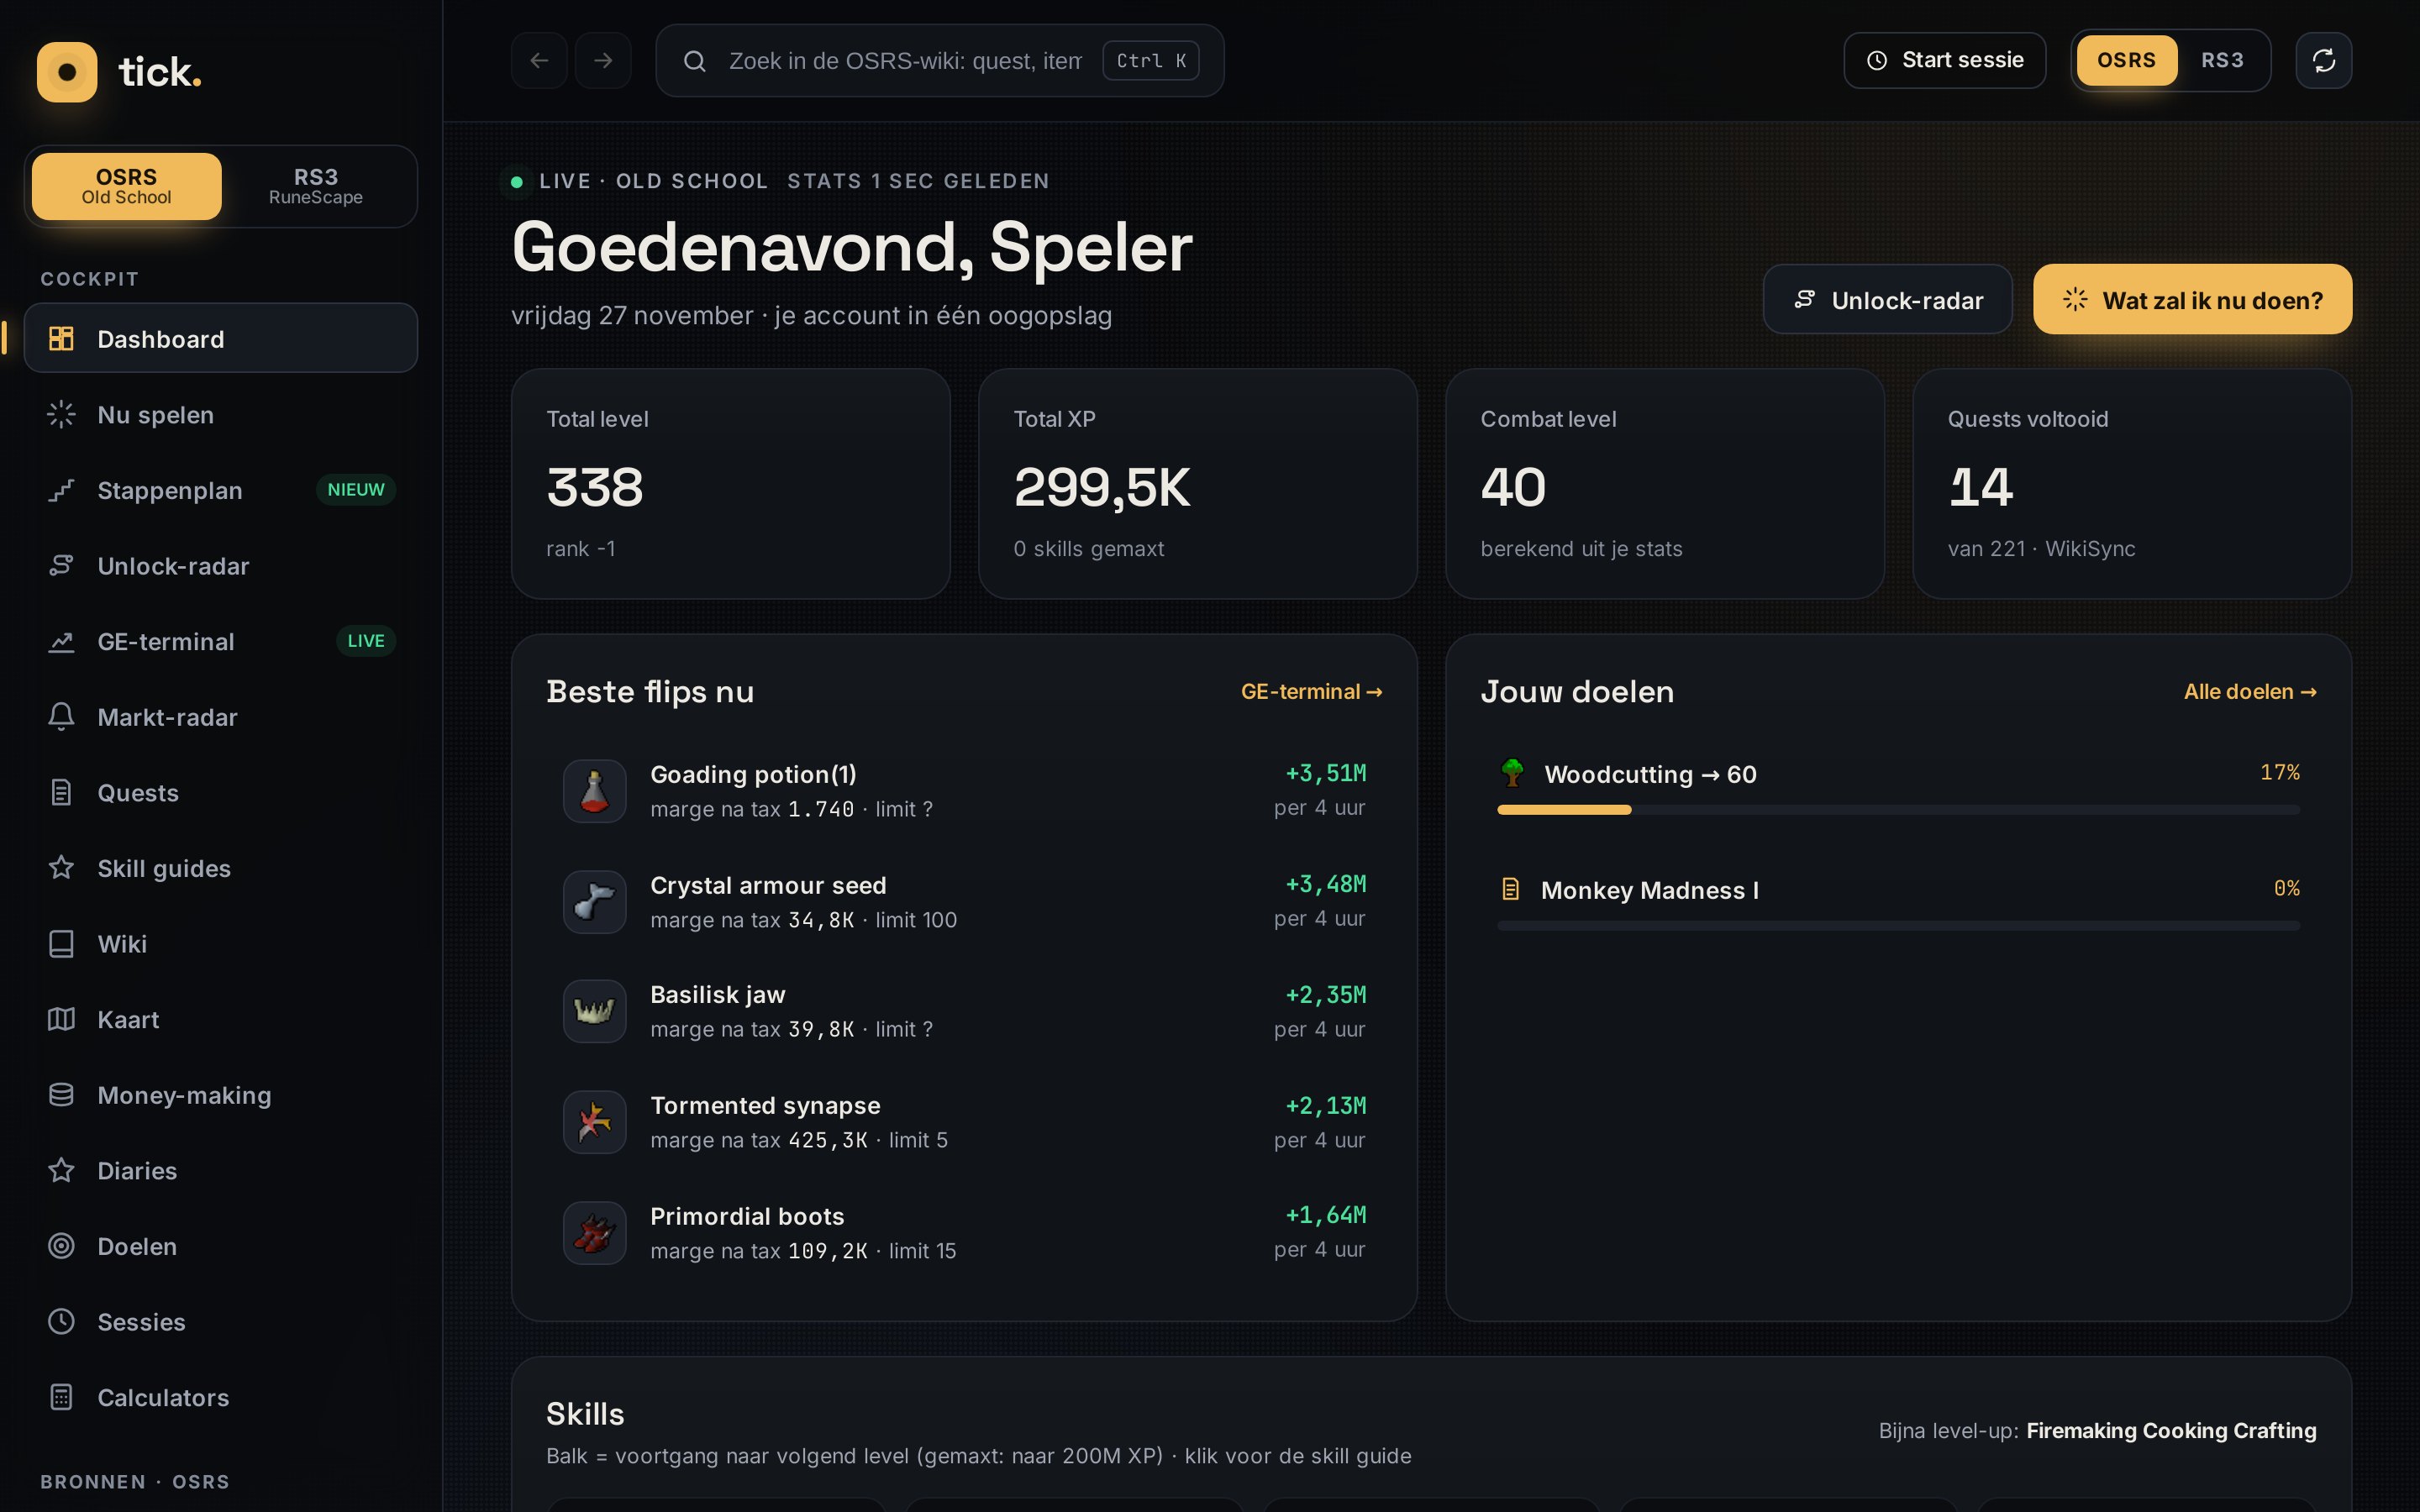 tick.
OSRS
Old School
RS3
RuneScape
COCKPIT
Dashboard
Nu spelen
Stappenplan NIEUW
Unlock-radar
GE-terminal LIVE
Markt-radar
Quests
Skill guides
Wiki
Kaart
Money-making
Diaries
Doelen
Sessies
Calculators
BRONNEN · OSRS
Zoek in de OSRS-wiki: quest, item Ctrl K
Start sessie
OSRS RS3
LIVE · OLD SCHOOL STATS 1 SEC GELEDEN
Goedenavond, Speler
vrijdag 27 november · je account in één oogopslag
Unlock-radar
Wat zal ik nu doen?
Total level
338
rank -1
Total XP
299,5K
0 skills gemaxt
Combat level
40
berekend uit je stats
Quests voltooid
14
van 221 · WikiSync
Beste flips nu GE-terminal →
Goading potion(1) +3,51M
marge na tax 1.740 · limit ? per 4 uur
Crystal armour seed +3,48M
marge na tax 34,8K · limit 100 per 4 uur
Basilisk jaw +2,35M
marge na tax 39,8K · limit ? per 4 uur
Tormented synapse +2,13M
marge na tax 425,3K · limit 5 per 4 uur
Primordial boots +1,64M
marge na tax 109,2K · limit 15 per 4 uur
Jouw doelen Alle doelen →
Woodcutting → 60 17%
Monkey Madness I 0%
Skills
Balk = voortgang naar volgend level (gemaxt: naar 200M XP) · klik voor de skill guide
Bijna level-up: Firemaking Cooking Crafting